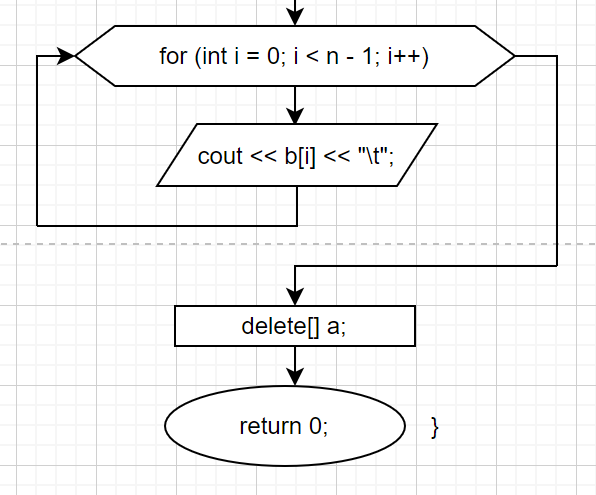 for (int i = 0; i < n - 1; i++)
cout << b[i] << "\t";
delete[] a;
return 0;
}